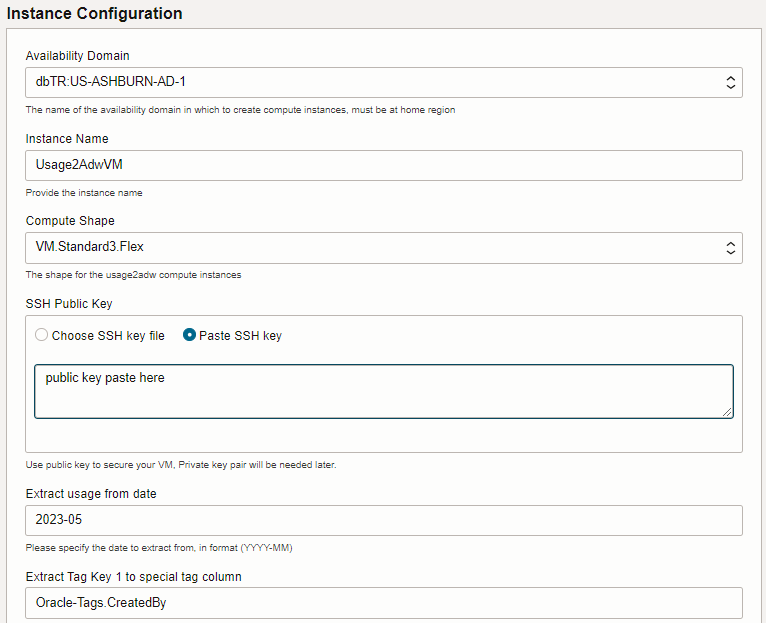 Instance Configuration
Availability Domain
dbTR:US-ASHBURN-AD-1
The name of the availability domain in which to create compute instances, must be at home region
Instance Name
Usage2AdwVM
Provide the instance name
Compute Shape
VM.Standard3.Flex
The shape for the usage2adw compute instances
SSH Public Key
Choose SSH key file Paste SSH key
public key paste here
Use public key to secure your VM, Private key pair will be needed later.
Extract usage from date
2023-05
Please specify the date to extract from, in format (YYYY-MM)
Extract Tag Key 1 to special tag column
Oracle-Tags.CreatedBy